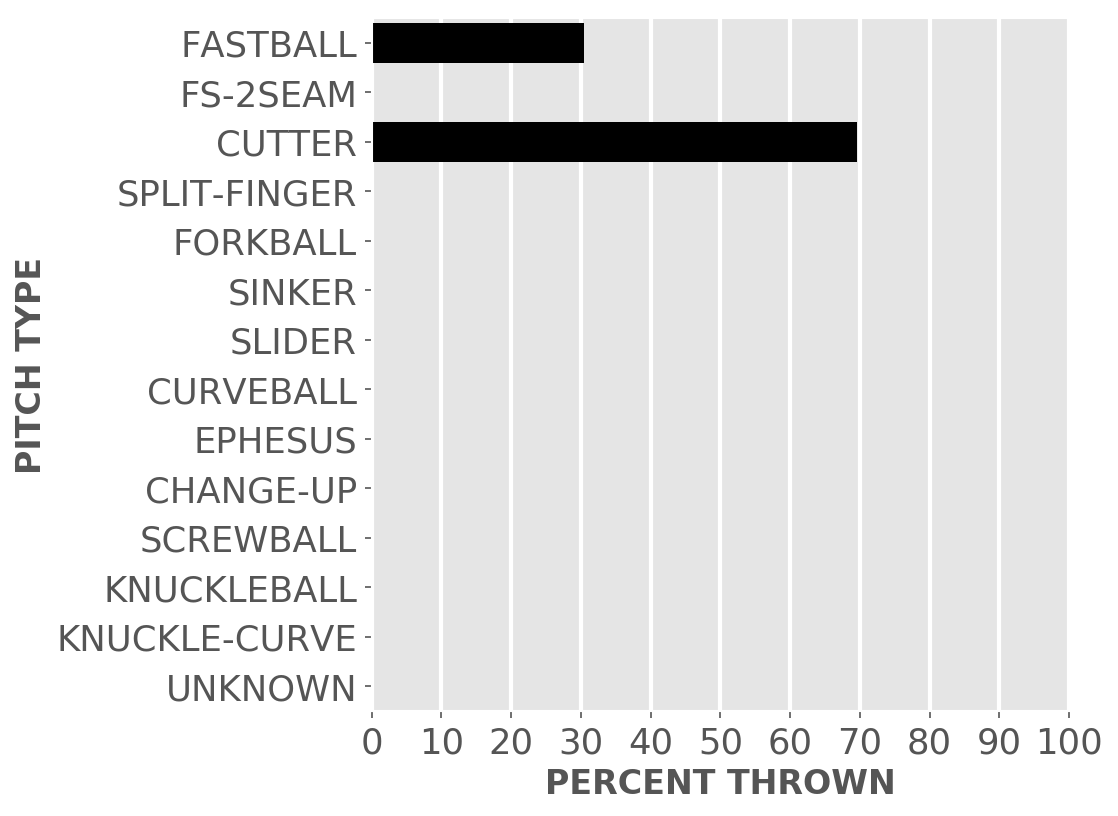 FASTBALL
FS-2SEAM
CUTTER
SPLIT-FINGER
FORKBALL
SINKER
SLIDER
CURVEBALL
EPHESUS
CHANGE-UP
SCREWBALL
KNUCKLEBALL
KNUCKLE-CURVE
UNKNOWN
PITCH TYPE
0 10 20 30 40 50 60 70 80 90 100
PERCENT THROWN